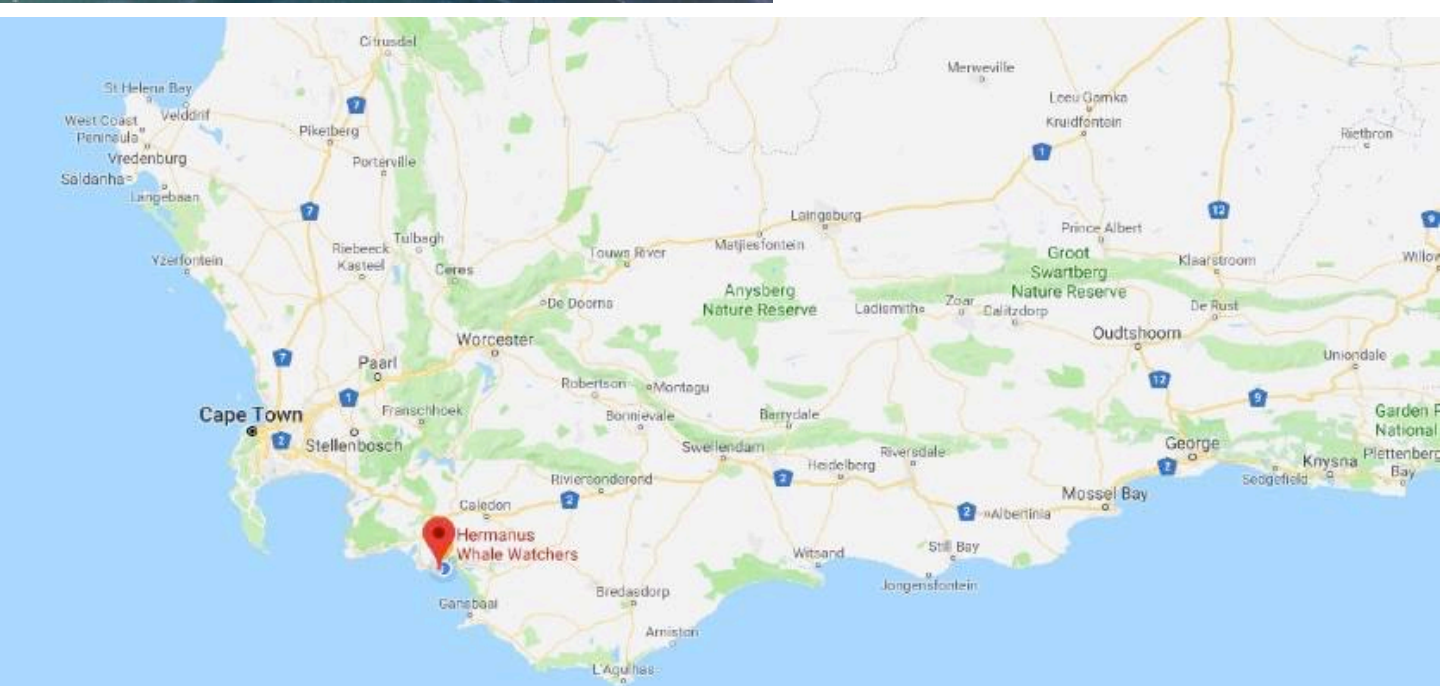 Citrusdal
Merweville
St Helena Bay
Leeu Gamka
7
West Coast
Peninsula
Velddrif
Piketberg
Kruidfontein
Rietbron
Vredenburg
Porterville
1
Saldanha
Langebaan
7
Laingsburg
12
9
Tulbagh
Matjiesfontein
Prince Albert
Riebeeck
Kasteel
Touws River
Groot
Swartberg
Nature Reserve
Klaarstroom
Willow
Yzerfontein
Ceres
Anysberg
Nature Reserve
De Doorns
Ladismith
Zoar
Calitzdorp
De Rust
Oudtshoorn
Worcester
7
Paarl
Uniondale
Robertson
Montagu
12
9
1
Cape Town
Franschhoek
Bonnievale
Barrydale
Garden R
National
2
Stellenbosch
Swellendam
Riversdale
George
Plettenberg
Bay
Heidelberg
2
Knysna
Riviersonderend
2
Sedgefield
Caledon
2
Mossel Bay
2
Albertinia
Hermanus
Whale Watchers
Witsand
Still Bay
Jongensfontein
Gansbaai
Bredasdorp
Arniston
L'Agulhas